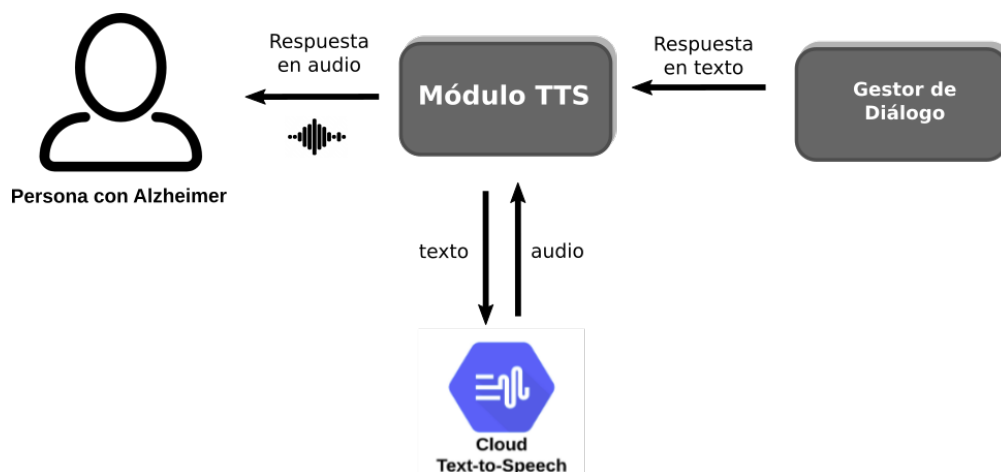 Respuesta
en audio
Respuesta
en texto
Módulo TTS
Gestor de
Diálogo
Persona con Alzheimer
texto
audio
Cloud
Text-to-Speech